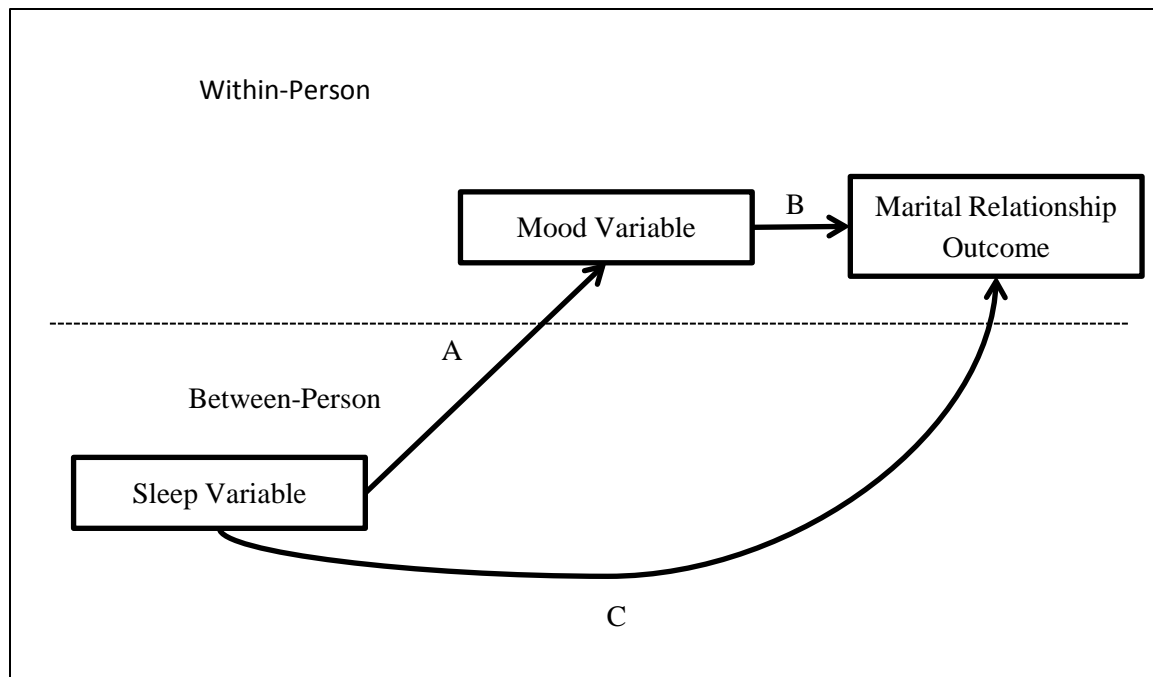 Within-Person
Mood Variable
B
Marital Relationship
Outcome
A
Between-Person
Sleep Variable
C